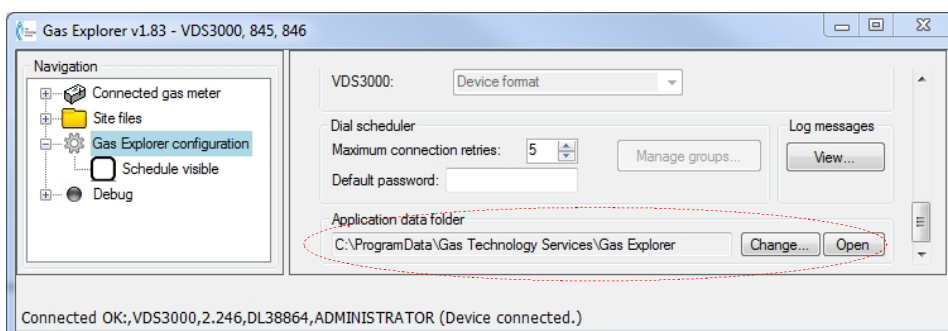 Gas Explorer v1.83 - VDS3000, 845, 846
Navigation
Connected gas meter
Site files
Gas Explorer configuration
Schedule visible
Debug
VDS3000: Device format
Dial scheduler
Maximum connection retries: 5 Manage groups...
Default password:
Log messages
View...
Application data folder
C:\ProgramData\Gas Technology Services\Gas Explorer Change... Open
Connected OK:,VDS3000,2.246,DL38864,ADMINISTRATOR (Device connected.)